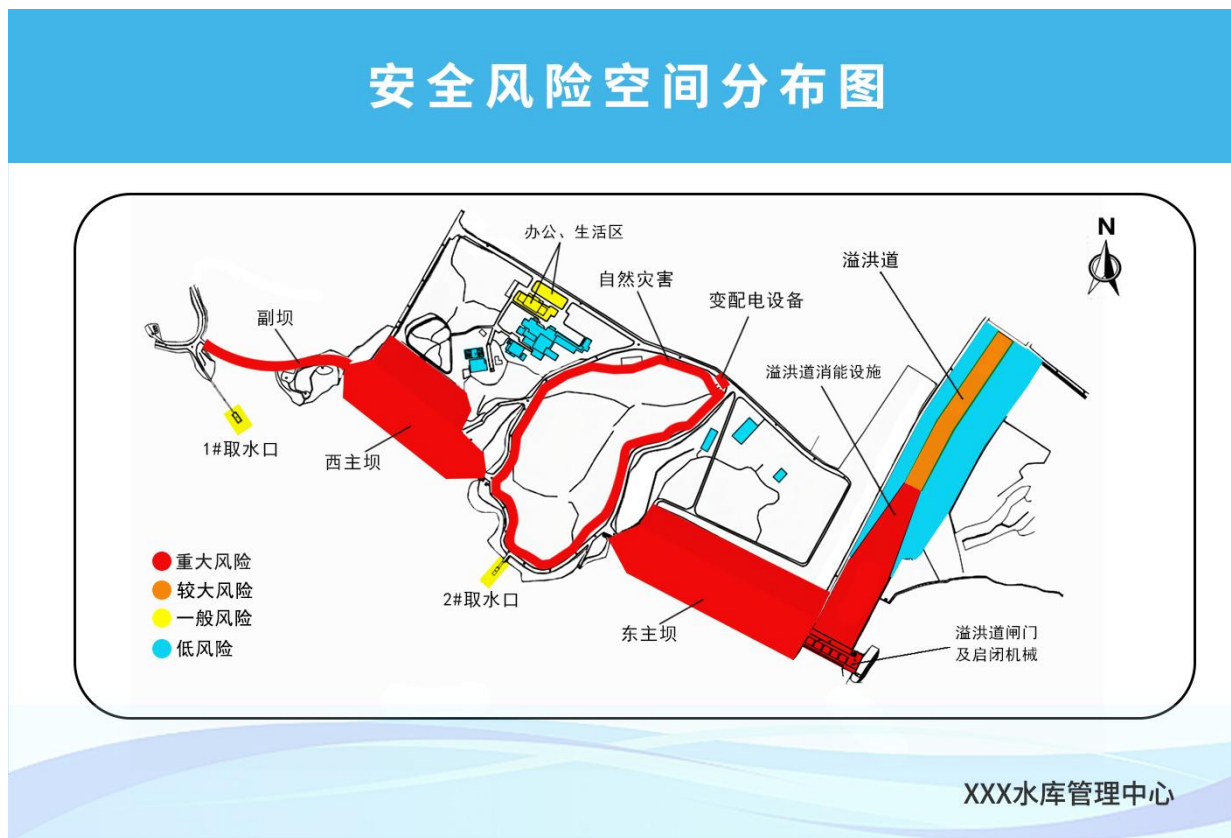 安全风险空间分布图
N
办公、生活区
自然灾害
溢洪道
变配电设备
副坝
溢洪道消能设施
1#取水口
西主坝
2#取水口
东主坝
溢洪道闸门
及启闭机械
重大风险
较大风险
一般风险
低风险
XXX水库管理中心